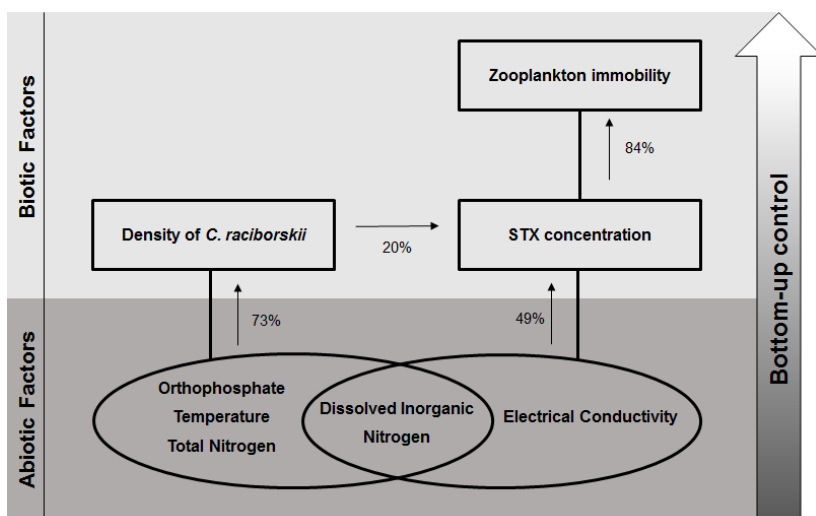 Biotic Factors
Zooplankton immobility
84%
Density of C. raciborskii
20%
STX concentration
73%
49%
Abiotic Factors
Orthophosphate
Temperature
Total Nitrogen
Dissolved Inorganic
Nitrogen
Electrical Conductivity
Bottom-up control